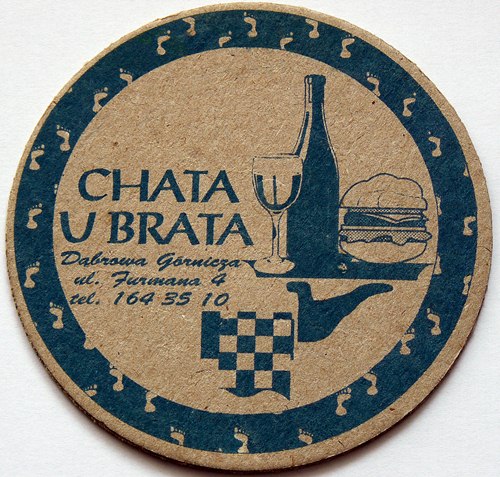 CHATA
U BRATA
Dąbrowa Górnicza
ul. Furmana 4
tel. 164 35 10